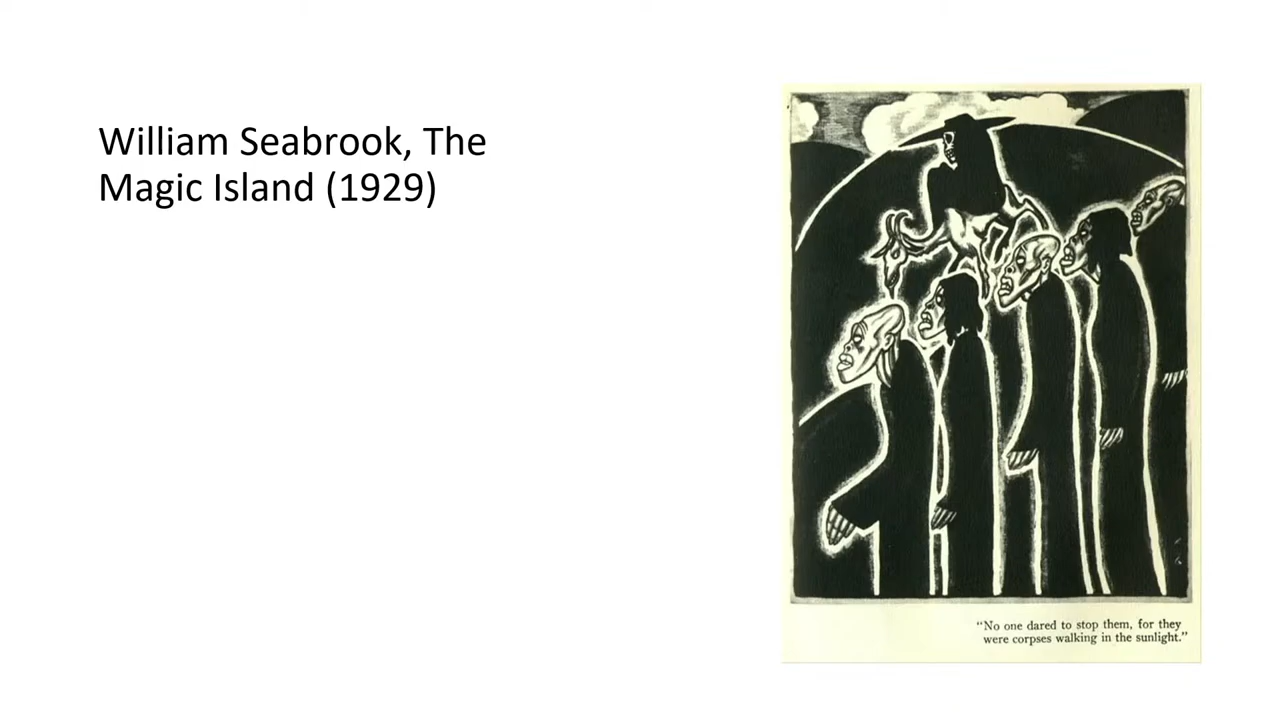 William Seabrook, The
Magic Island (1929)
"No one dared to stop them, for they
were corpses walking in the sunlight."